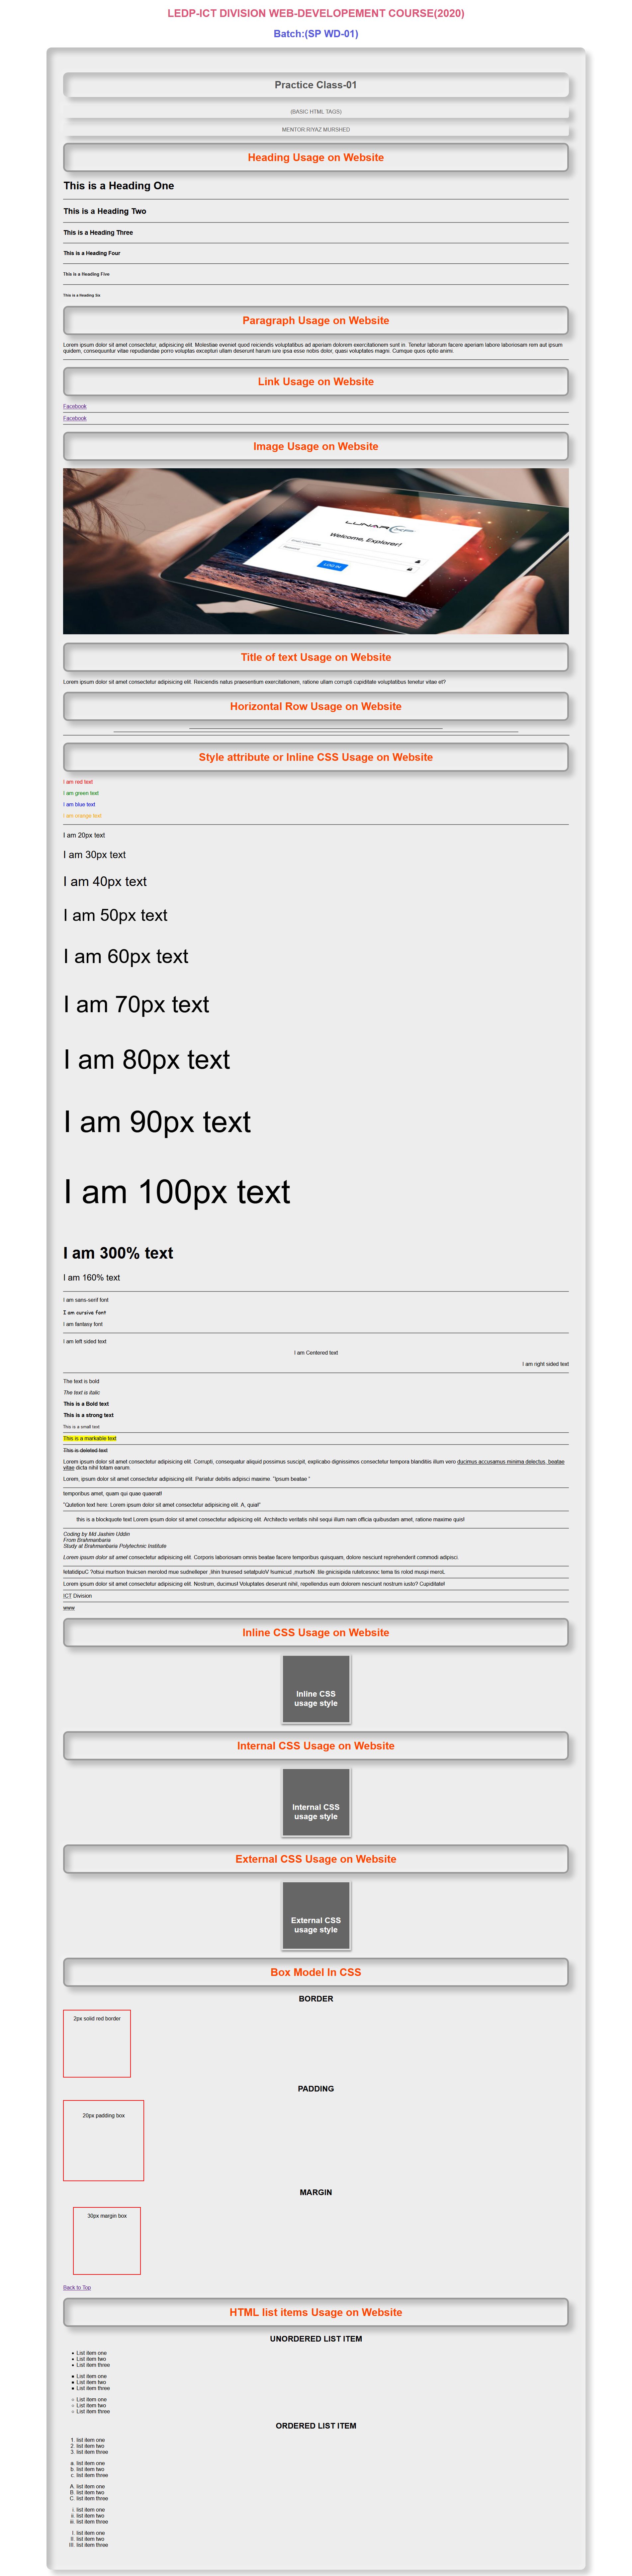 LEDP-ICT DIVISION WEB-DEVELOPEMENT COURSE(2020)
Batch:(SP WD-01)
Practice Class-01
(BASIC HTML TAGS)
MENTOR:RIYAZ MURSHED
Heading Usage on Website
This is a Heading One
This is a Heading Two
This is a Heading Three
This is a Heading Four
This is a Heading Five
This is a Heading Six
Paragraph Usage on Website
Lorem ipsum dolor sit amet consectetur, adipisicing elit. Molestiae eveniet quod reiciendis voluptatibus ad aperiam dolorem exercitationem sunt in. Tenetur laborum facere aperiam labore laboriosam rem aut ipsum
quidem, consequuntur vitae repudiandae porro voluptas excepturi ullam deserunt harum iure ipsa esse nobis dolor, quasi voluptates magni. Cumque quos optio animi.
Link Usage on Website
Facebook
Facebook
Image Usage on Website
LUNAR
Welcome, Explorer!
Password
LOG IN
Title of text Usage on Website
Lorem ipsum dolor sit amet consectetur adipisicing elit. Reiciendis natus praesentium exercitationem, ratione ullam corrupti cupiditate voluptatibus tenetur vitae et?
Horizontal Row Usage on Website
Style attribute or Inline CSS Usage on Website
I am red text
I am green text
I am blue text
I am orange text
I am 20px text
I am 30px text
I am 40px text
I am 50px text
I am 60px text
I am 70px text
I am 80px text
I am 90px text
I am 100px text
I am 300% text
I am 160% text
I am sans-serif font
I am cursive font
I am fantasy font
I am left sided text
I am Centered text
I am right sided text
The text is bold
The text is italic
This is a Bold text
This is a strong text
This is a small text
This is a markable text
This is deleted text
Lorem ipsum dolor sit amet consectetur adipisicing elit. Corrupti, consequatur aliquid possimus suscipit, explicabo dignissimos consectetur tempora blanditiis illum vero ducimus accusamus minima delectus, beatae
vitae dicta nihil totam earum.
Lorem, ipsum dolor sit amet consectetur adipisicing elit. Pariatur debitis adipisci maxime. "Ipsum beatae "
temporibus amet, quam qui quae quaerat!
"Qutetion text here: Lorem ipsum dolor sit amet consectetur adipisicing elit. A, quia!"
this is a blockquote text Lorem ipsum dolor sit amet consectetur adipisicing elit. Architecto veritatis nihil sequi illum nam officia quibusdam amet, ratione maxime quis!
Coding by Md Jashim Uddin
From Brahmanbaria
Study at Brahmanbaria Polytechnic Institute
Lorem ipsum dolor sit amet consectetur adipisicing elit. Corporis laboriosam omnis beatae facere temporibus quisquam, dolore nesciunt reprehenderit commodi adipisci.
Lorem ipsum dolor sit amet consectetur adipisicing elit. Nostrum, ducimus! Voluptates deserunt nihil, repellendus eum dolorem nesciunt nostrum iusto? Cupiditate!
ICT Division
www
Inline CSS Usage on Website
Inline CSS
usage style
Internal CSS Usage on Website
Internal CSS
usage style
External CSS Usage on Website
External CSS
usage style
Box Model In CSS
BORDER
2px solid red border
PADDING
20px padding box
MARGIN
30px margin box
Back to Top
HTML list items Usage on Website
UNORDERED LIST ITEM
List item one
List item two
List item three
List item one
List item two
List item three
List item one
List item two
List item three
ORDERED LIST ITEM
1. list item one
2. list item two
3. list item three
a. list item one
b. list item two
c. list item three
A. list item one
B. list item two
C. list item three
i. list item one
ii. list item two
iii. list item three
I. list item one
II. list item two
III. list item three